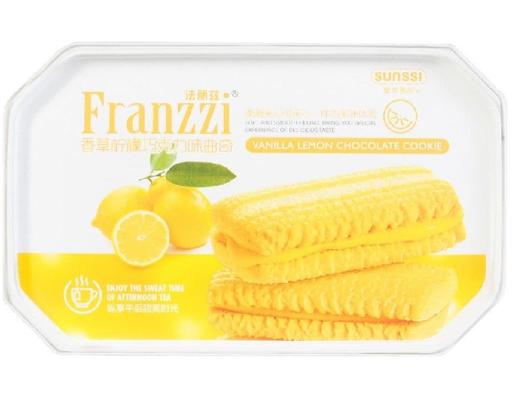 法丽兹®
Franzzi
香草柠檬巧克力味曲奇
sunssi
VANILLA LEMON CHOCOLATE COOKIE
ENJOY THE SWEAT TIME
OF AFTERNOON TEA
纵享午后甜蜜时光